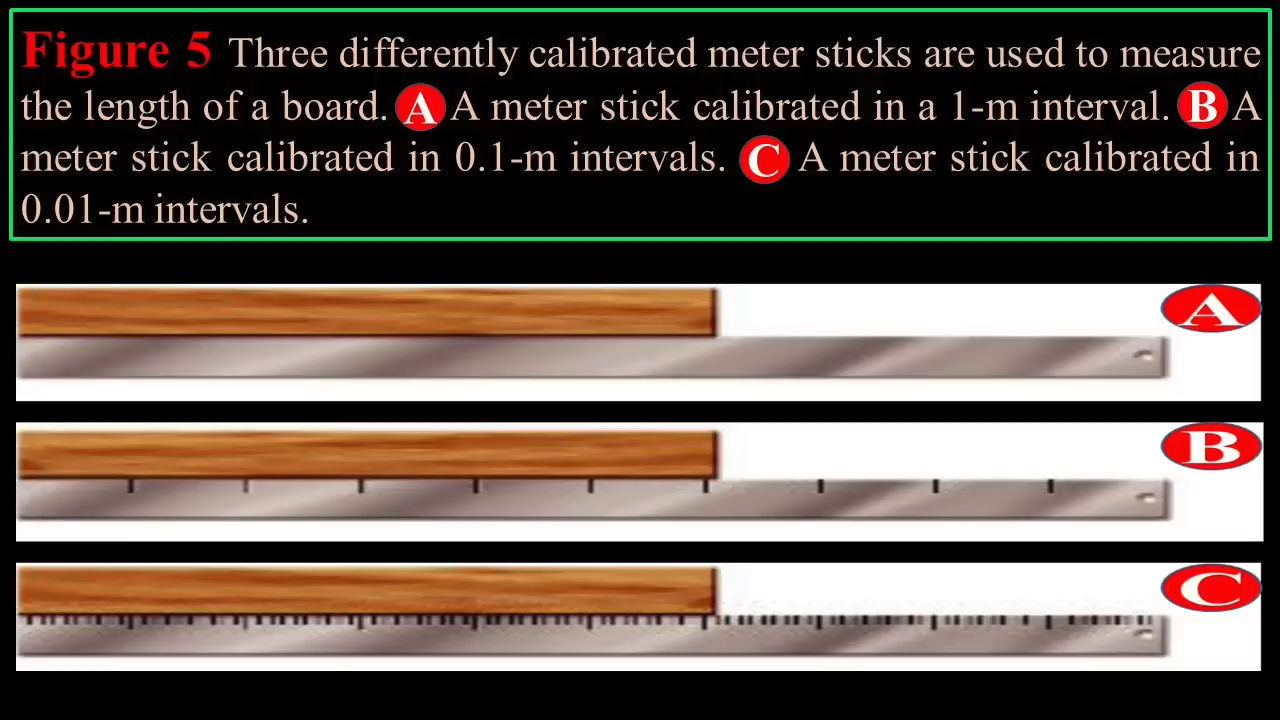 Figure 5 Three differently calibrated meter sticks are used to measure
the length of a board. A A meter stick calibrated in a 1-m interval. B A
meter stick calibrated in 0.1-m intervals. C A meter stick calibrated in
0.01-m intervals.
A
B
C